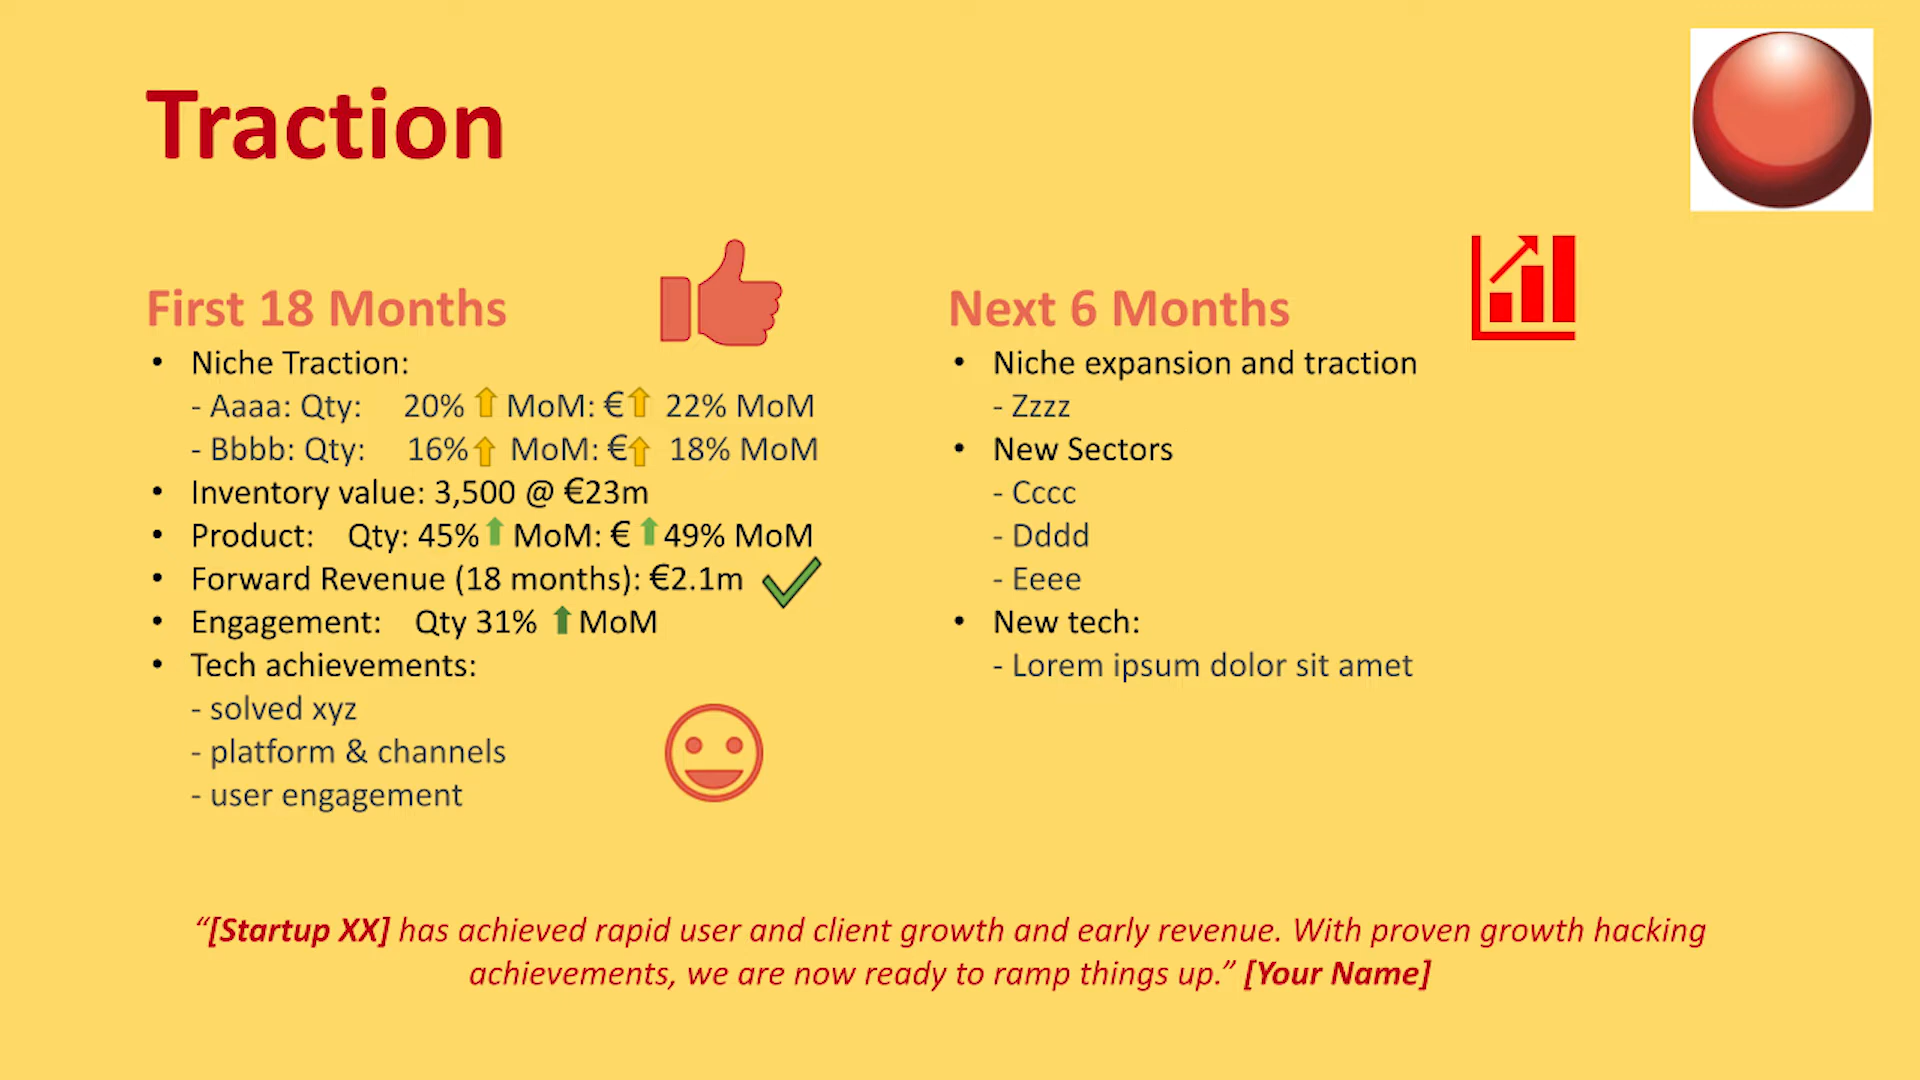 Traction
First 18 Months
• Niche Traction:
- Aaaa: Qty: 20% MoM: € 22% MoM
- Bbbb: Qty: 16% MoM: € 18% MoM
• Inventory value: 3,500 @ €23m
• Product: Qty: 45% MoM: € 49% MoM
• Forward Revenue (18 months): €2.1m
• Engagement: Qty 31% MoM
• Tech achievements:
- solved xyz
- platform & channels
- user engagement
Next 6 Months
• Niche expansion and traction
- Zzzz
• New Sectors
- Cccc
- Dddd
- Eeee
• New tech:
- Lorem ipsum dolor sit amet
“[Startup XX] has achieved rapid user and client growth and early revenue. With proven growth hacking
achievements, we are now ready to ramp things up.” [Your Name]